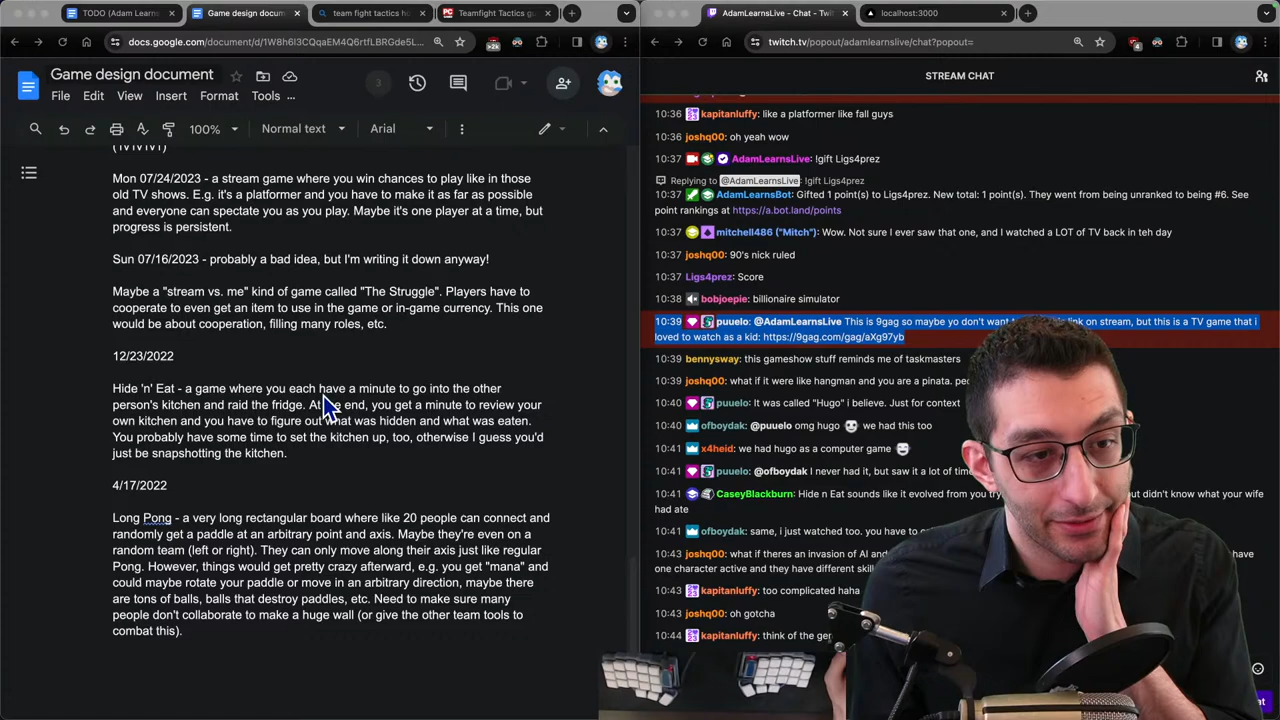 TODO (Adam Learn
Game design docum
team fight tactics ho
Teamfight Tactics gu
docs.google.com/document/d/1W8h6I3CQqaEM4Q6rtfLBRGde5L...
Game design document
File Edit View Insert Format Tools ...
3
100% Normal text Arial
(1v1v1v1)
Mon 07/24/2023 - a stream game where you win chances to play like in those
old TV shows. E.g. it's a platformer and you have to make it as far as possible
and everyone can spectate you as you play. Maybe it's one player at a time, but
progress is persistent.
Sun 07/16/2023 - probably a bad idea, but I'm writing it down anyway!
Maybe a "stream vs. me" kind of game called "The Struggle". Players have to
cooperate to even get an item to use in the game or in-game currency. This one
would be about cooperation, filling many roles, etc.
12/23/2022
Hide 'n' Eat - a game where you each have a minute to go into the other
person's kitchen and raid the fridge. At the end, you get a minute to review your
own kitchen and you have to figure out what was hidden and what was eaten.
You probably have some time to set the kitchen up, too, otherwise I guess you'd
just be snapshotting the kitchen.
4/17/2022
Long Pong - a very long rectangular board where like 20 people can connect and
randomly get a paddle at an arbitrary point and axis. Maybe they're even on a
random team (left or right). They can only move along their axis just like regular
Pong. However, things would get pretty crazy afterward, e.g. you get "mana" and
could maybe rotate your paddle or move in an arbitrary direction, maybe there
are tons of balls, balls that destroy paddles, etc. Need to make sure many
people don't collaborate to make a huge wall (or give the other team tools to
combat this).
AdamLearnsLive - Chat - Twi
localhost:3000
twitch.tv/popout/adamlearnslive/chat?popout=
STREAM CHAT
10:36 kapitanluffy: like a platformer like fall guys
10:36 joshq00: oh yeah wow
10:37 AdamLearnsLive: !gift Ligs4prez
Replying to @AdamLearnsLive: !gift Ligs4prez
10:37 AdamLearnsBot: Gifted 1 point(s) to Ligs4prez. New total: 1 point(s). They went from being unranked to being #6. See
point rankings at https://a.bot.land/points
10:37 mitchell486 ("Mitch"): Wow. Not sure I ever saw that one, and I watched a LOT of TV back in teh day
10:37 joshq00: 90's nick ruled
10:37 Ligs4prez: Score
10:38 bobjoepie: billionaire simulator
10:39 puuelo: @AdamLearnsLive This is 9gag so maybe yo don't want link on stream, but this is a TV game that i
loved to watch as a kid: https://9gag.com/gag/aXg97yb
10:39 bennysway: this gameshow stuff reminds me of taskmasters
10:39 joshq00: what if it were like hangman and you are a pinata.
10:40 puuelo: It was called "Hugo" i believe. Just for context
10:40 ofboydak: @puuelo omg hugo we had this too
10:41 x4heid: we had hugo as a computer game
10:41 puuelo: @ofboydak I never had it, but saw it a lot of
10:41 CaseyBlackburn: Hide n Eat sounds like it evolved from you but didn't know what your wife
had ate
10:41 ofboydak: same, i just watched too. you have to
10:43 joshq00: what if theres an invasion of AI and
one character active and they have different
10:43 kapitanluffy: too complicated haha
10:43 joshq00: oh gotcha
10:44 kapitanluffy: think of the